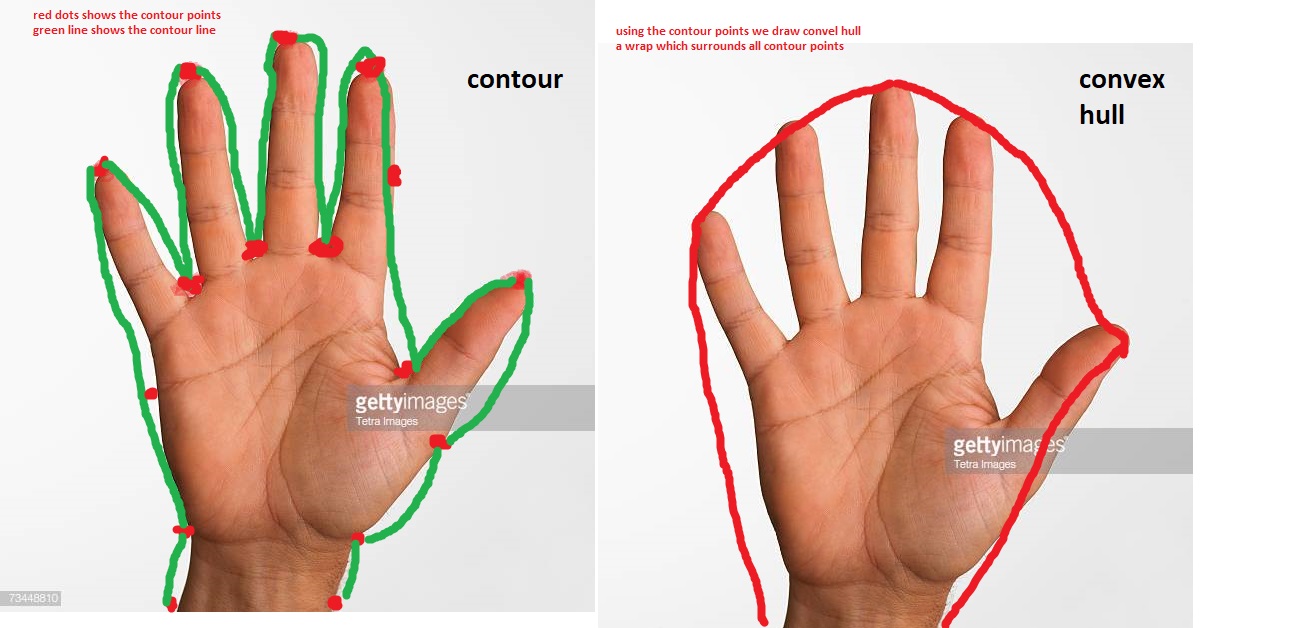 red dots shows the contour points
green line shows the contour line
contour
gettyimages
Tetra Images
73448810
using the contour points we draw convel hull
a wrap which surrounds all contour points
convex
hull
gettyimages
Tetra Images